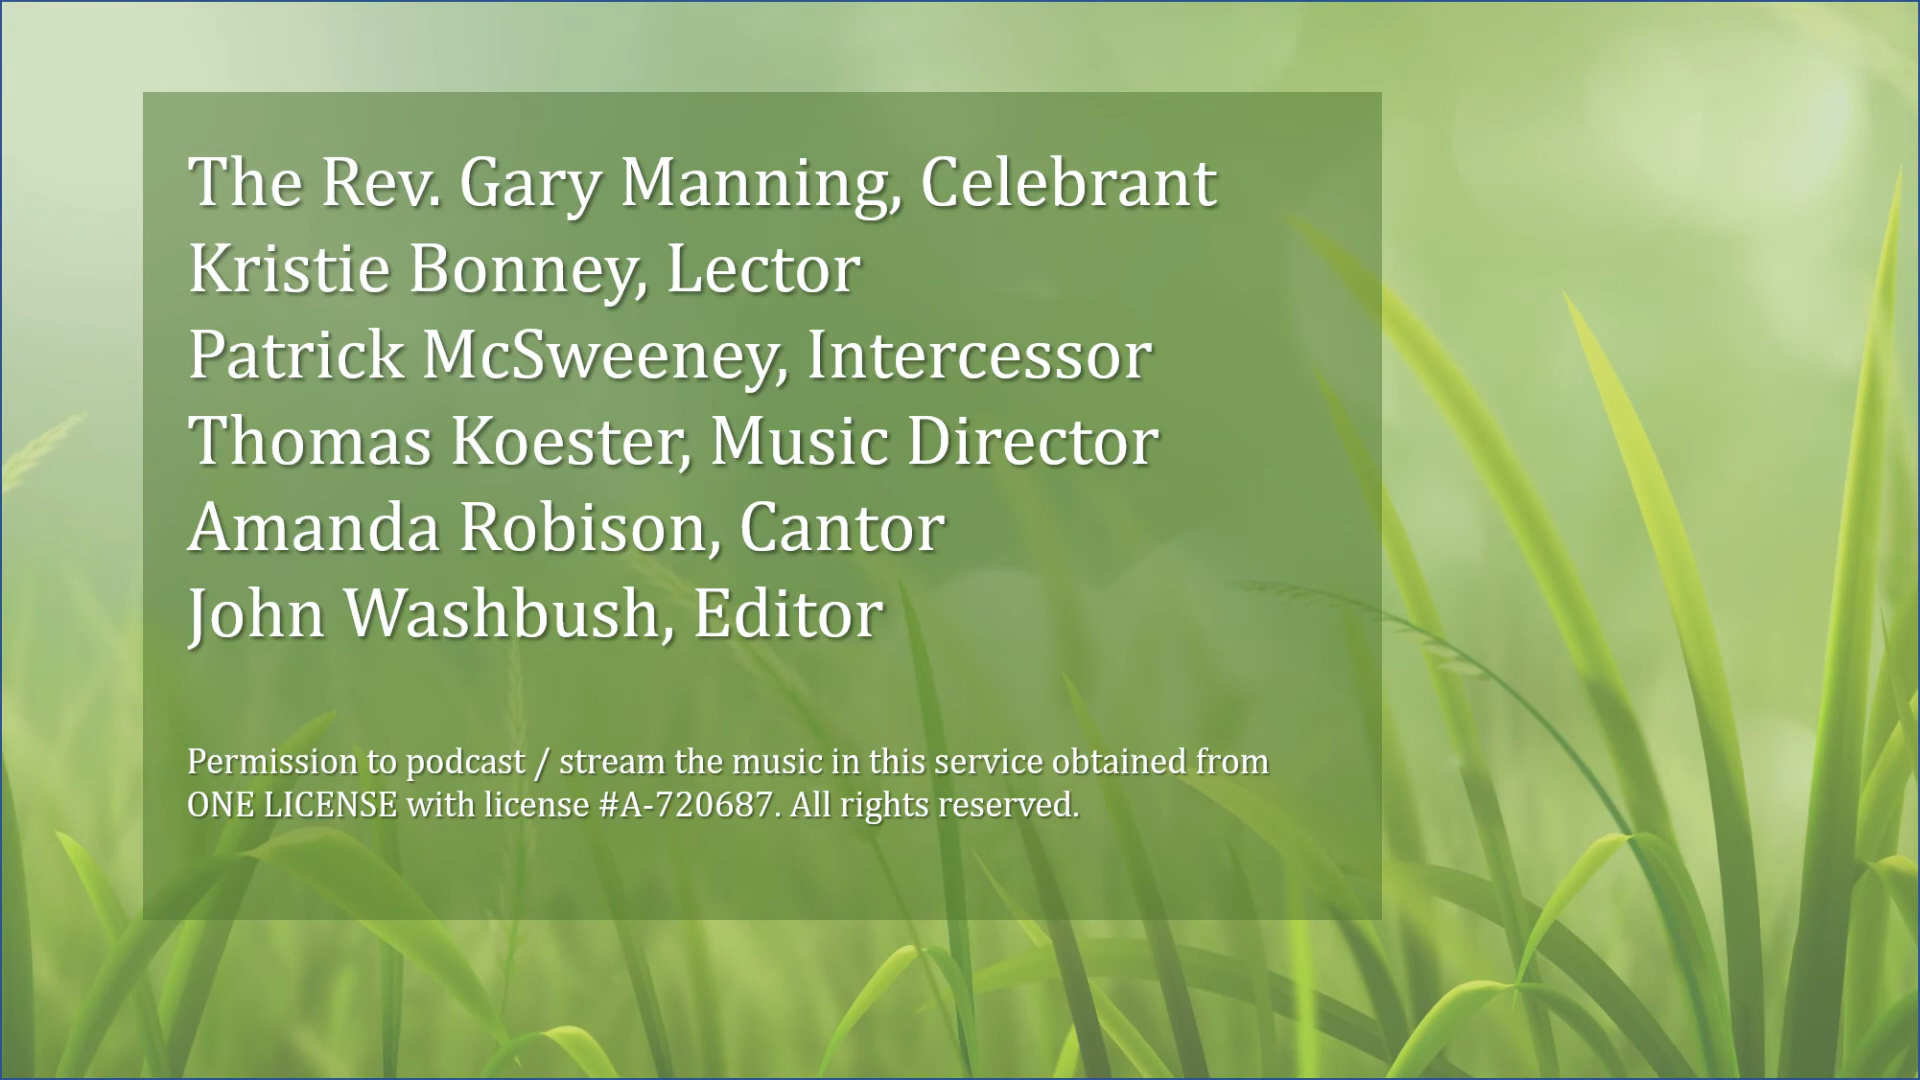 The Rev. Gary Manning, Celebrant
Kristie Bonney, Lector
Patrick McSweeney, Intercessor
Thomas Koester, Music Director
Amanda Robison, Cantor
John Washbush, Editor
Permission to podcast / stream the music in this service obtained from
ONE LICENSE with license #A-720687. All rights reserved.